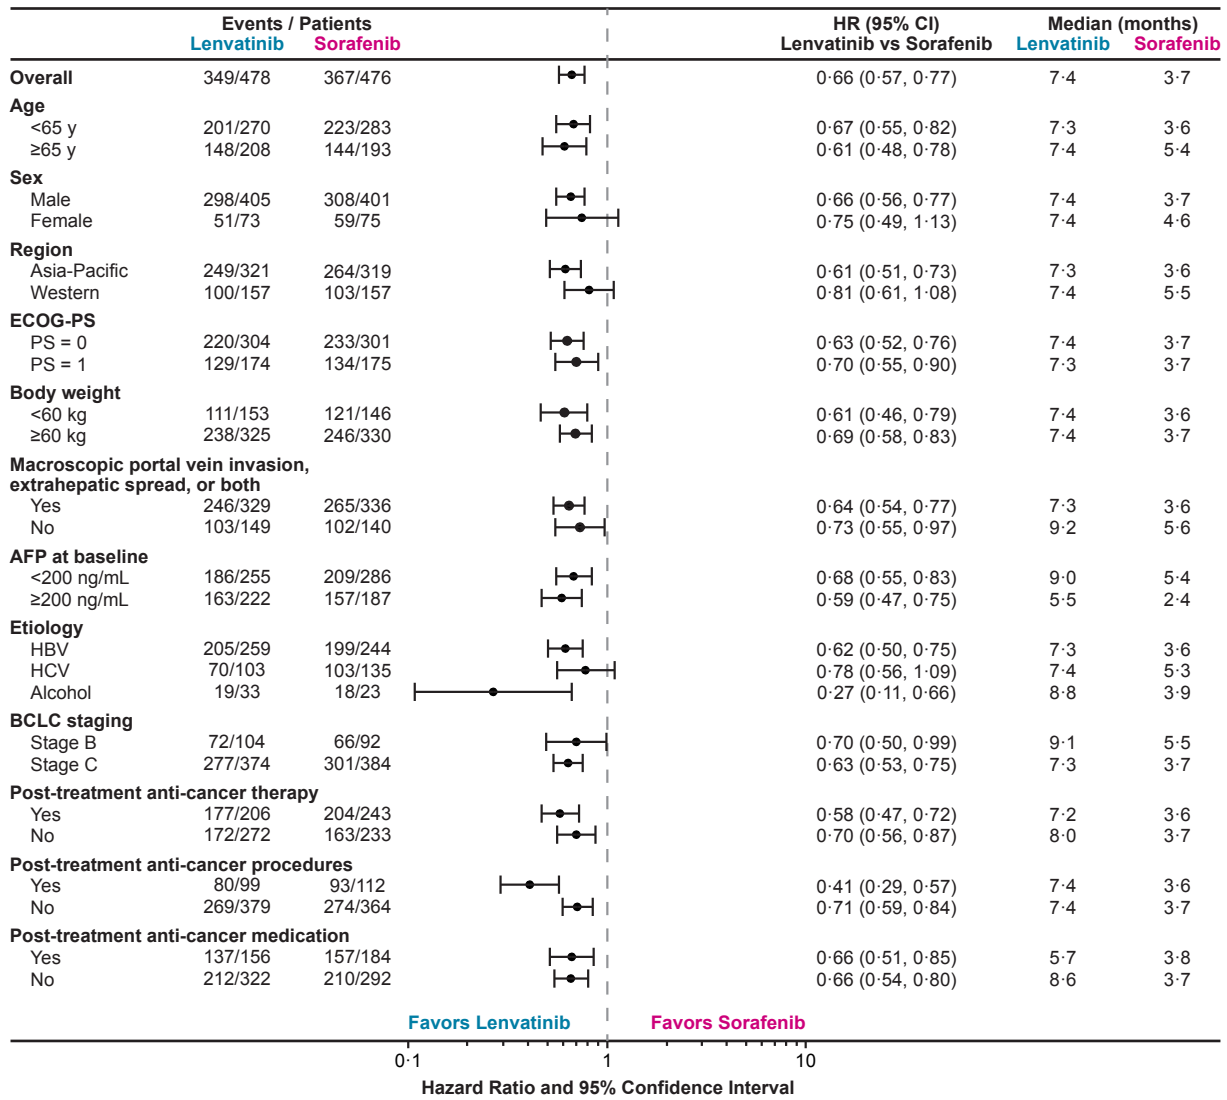 Events / Patients HR (95% CI) Median (months)
Lenvatinib Sorafenib Lenvatinib vs Sorafenib Lenvatinib Sorafenib
Overall 349/478 367/476 0·66 (0·57, 0·77) 7·4 3·7
Age
<65 y 201/270 223/283 0·67 (0·55, 0·82) 7·3 3·6
≥65 y 148/208 144/193 0·61 (0·48, 0·78) 7·4 5·4
Sex
Male 298/405 308/401 0·66 (0·56, 0·77) 7·4 3·7
Female 51/73 59/75 0·75 (0·49, 1·13) 7·4 4·6
Region
Asia-Pacific 249/321 264/319 0·61 (0·51, 0·73) 7·3 3·6
Western 100/157 103/157 0·81 (0·61, 1·08) 7·4 5·5
ECOG-PS
PS = 0 220/304 233/301 0·63 (0·52, 0·76) 7·4 3·7
PS = 1 129/174 134/175 0·70 (0·55, 0·90) 7·3 3·7
Body weight
<60 kg 111/153 121/146 0·61 (0·46, 0·79) 7·4 3·6
≥60 kg 238/325 246/330 0·69 (0·58, 0·83) 7·4 3·7
Macroscopic portal vein invasion,
extrahepatic spread, or both
Yes 246/329 265/336 0·64 (0·54, 0·77) 7·3 3·6
No 103/149 102/140 0·73 (0·55, 0·97) 9·2 5·6
AFP at baseline
<200 ng/mL 186/255 209/286 0·68 (0·55, 0·83) 9·0 5·4
≥200 ng/mL 163/222 157/187 0·59 (0·47, 0·75) 5·5 2·4
Etiology
HBV 205/259 199/244 0·62 (0·50, 0·75) 7·3 3·6
HCV 70/103 103/135 0·78 (0·56, 1·09) 7·4 5·3
Alcohol 19/33 18/23 0·27 (0·11, 0·66) 8·8 3·9
BCLC staging
Stage B 72/104 66/92 0·70 (0·50, 0·99) 9·1 5·5
Stage C 277/374 301/384 0·63 (0·53, 0·75) 7·3 3·7
Post-treatment anti-cancer therapy
Yes 177/206 204/243 0·58 (0·47, 0·72) 7·2 3·6
No 172/272 163/233 0·70 (0·56, 0·87) 8·0 3·7
Post-treatment anti-cancer procedures
Yes 80/99 93/112 0·41 (0·29, 0·57) 7·4 3·6
No 269/379 274/364 0·71 (0·59, 0·84) 7·4 3·7
Post-treatment anti-cancer medication
Yes 137/156 157/184 0·66 (0·51, 0·85) 5·7 3·8
No 212/322 210/292 0·66 (0·54, 0·80) 8·6 3·7
Favors Lenvatinib Favors Sorafenib
0·1 1 10
Hazard Ratio and 95% Confidence Interval